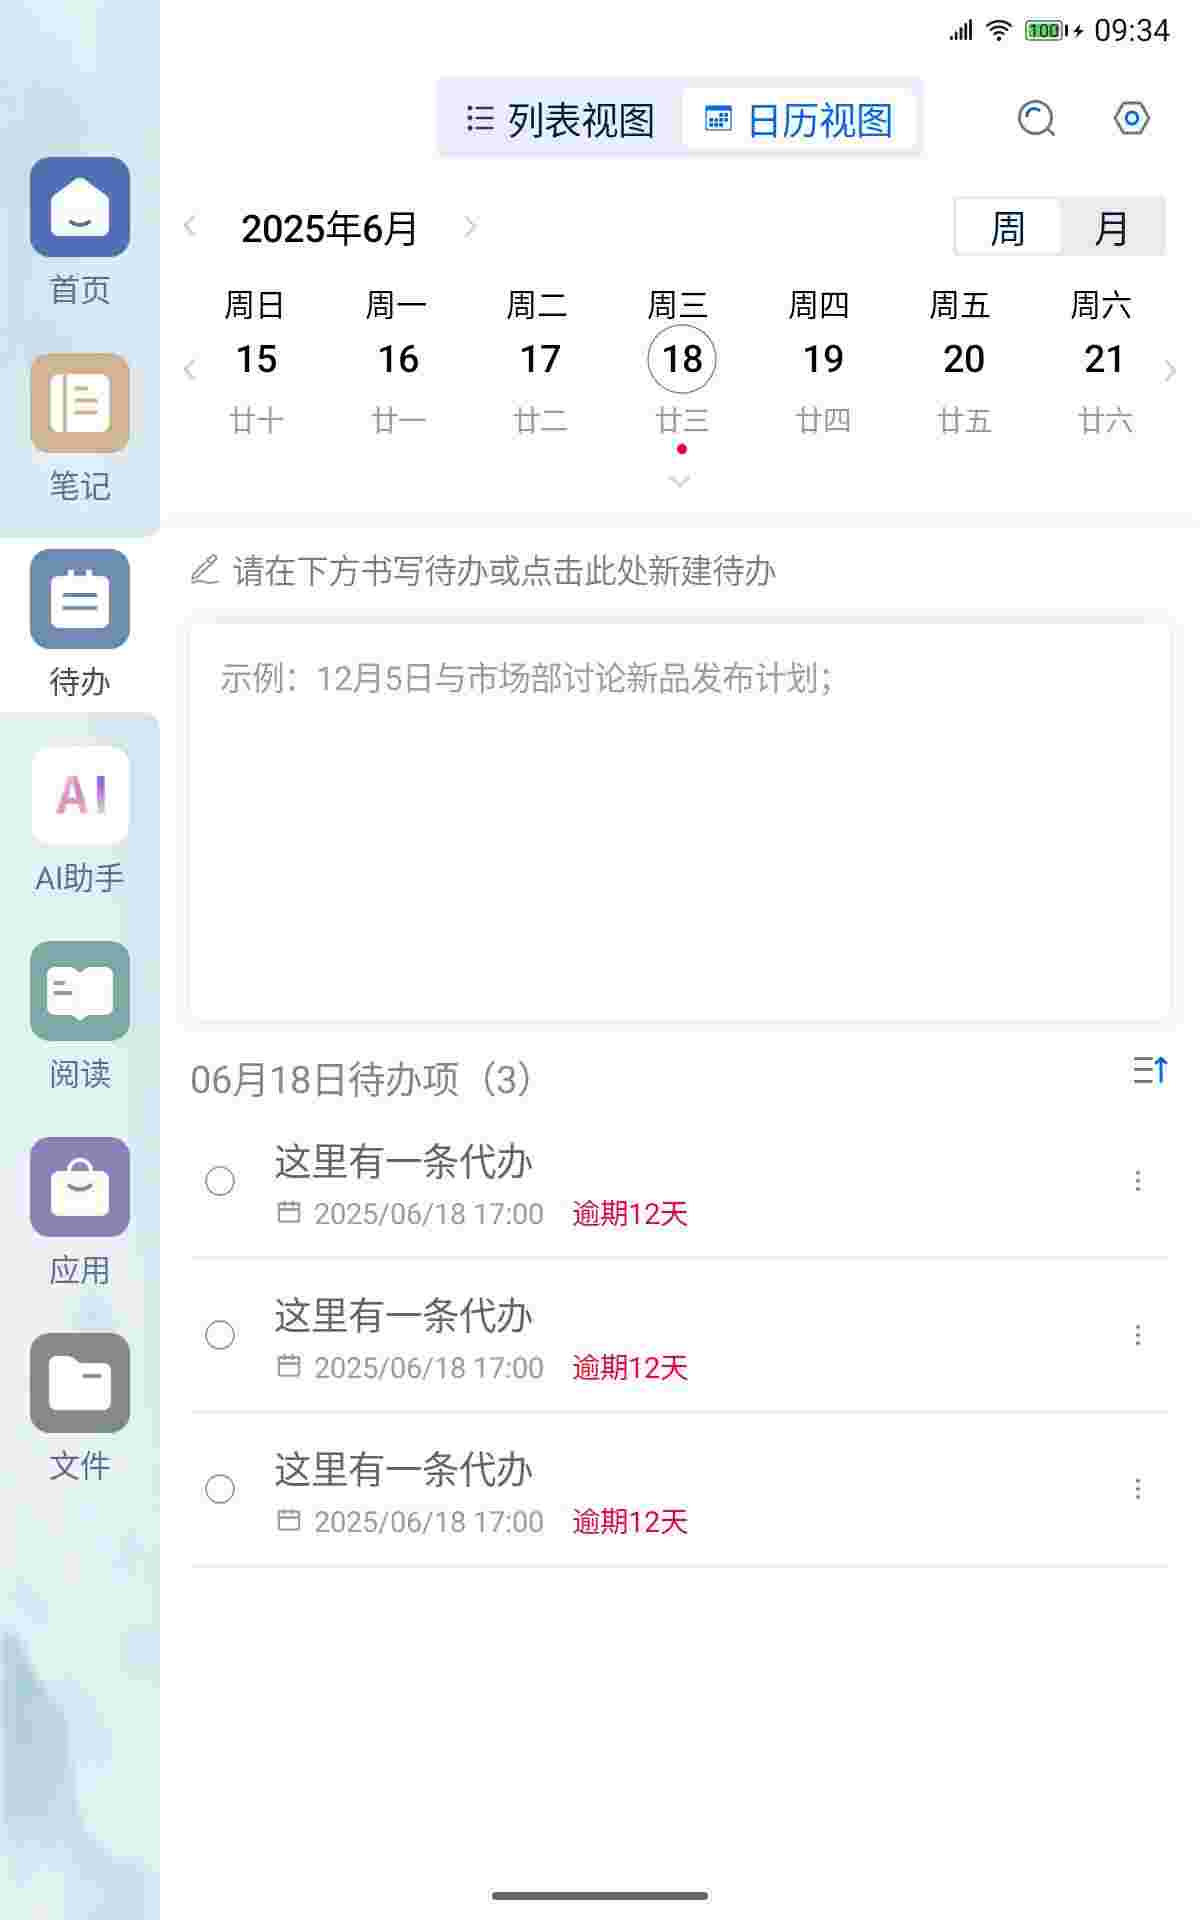 100 09:34
列表视图 日历视图
2025年6月 周 月
周日 周一 周二 周三 周四 周五 周六
15 16 17 18 19 20 21
廿十 廿一 廿二 廿三 廿四 廿五 廿六
请在下方书写待办或点击此处新建待办
示例：12月5日与市场部讨论新品发布计划；
06月18日待办项（3）
这里有一条代办
2025/06/18 17:00 逾期12天
这里有一条代办
2025/06/18 17:00 逾期12天
这里有一条代办
2025/06/18 17:00 逾期12天
首页
笔记
待办
AI
AI助手
阅读
应用
文件